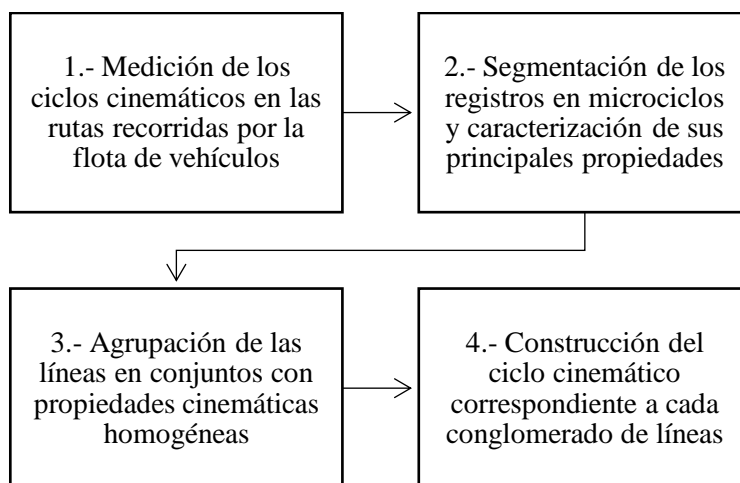 1.- Medición de los
ciclos cinemáticos en las
rutas recorridas por la
flota de vehículos
2.- Segmentación de los
registros en microciclos
y caracterización de sus
principales propiedades
3.- Agrupación de las
líneas en conjuntos con
propiedades cinemáticas
homogéneas
4.- Construcción del
ciclo cinemático
correspondiente a cada
conglomerado de líneas